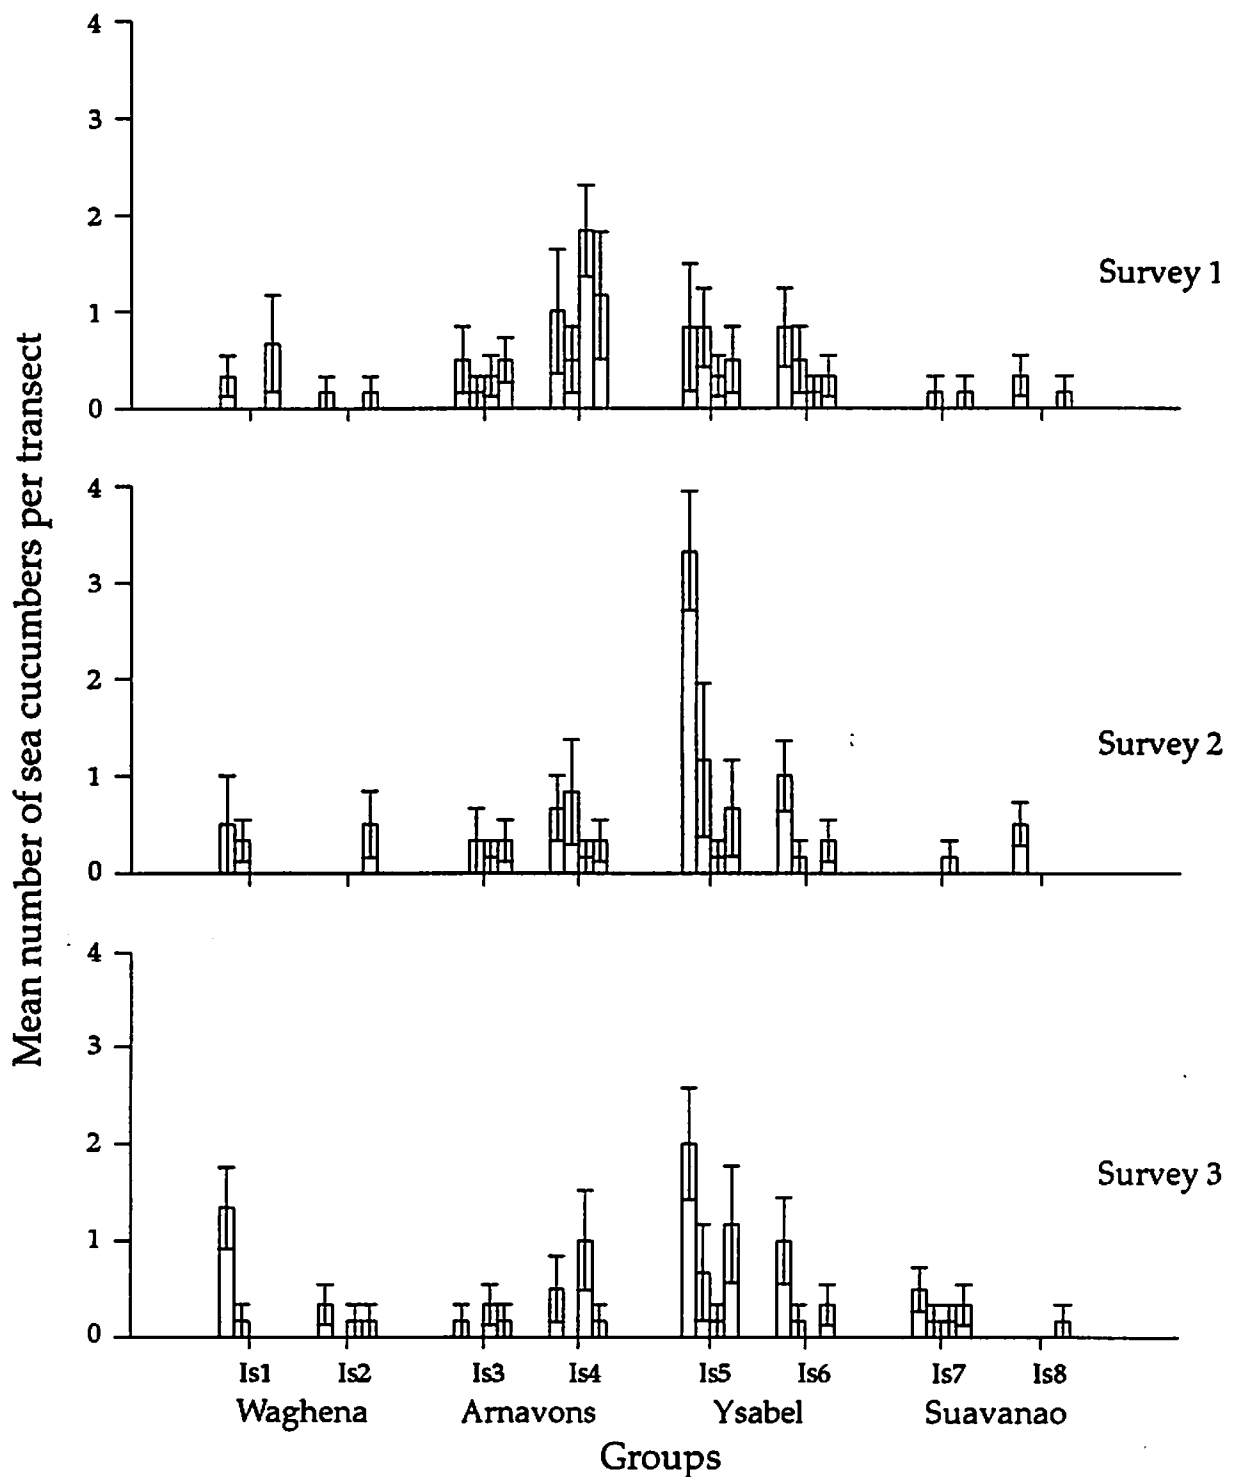 Mean number of sea cucumbers per transect
4
3
2
1
0
Survey 1
4
3
2
1
0
Survey 2
4
3
2
1
0
Survey 3
Is1 Is2 Is3 Is4 Is5 Is6 Is7 Is8
Waghena Arnavons Ysabel Suavanao
Groups